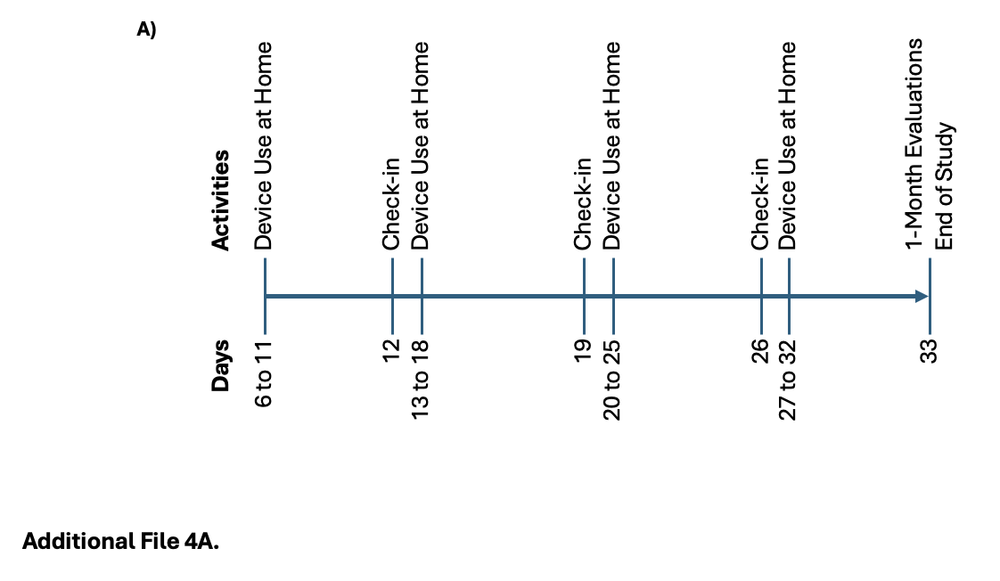 A)
Activities
Device Use at Home
Check-in
Device Use at Home
Check-in
Device Use at Home
Check-in
Device Use at Home
1-Month Evaluations
End of Study
Days
6 to 11
12
13 to 18
19
20 to 25
26
27 to 32
33
Additional File 4A.